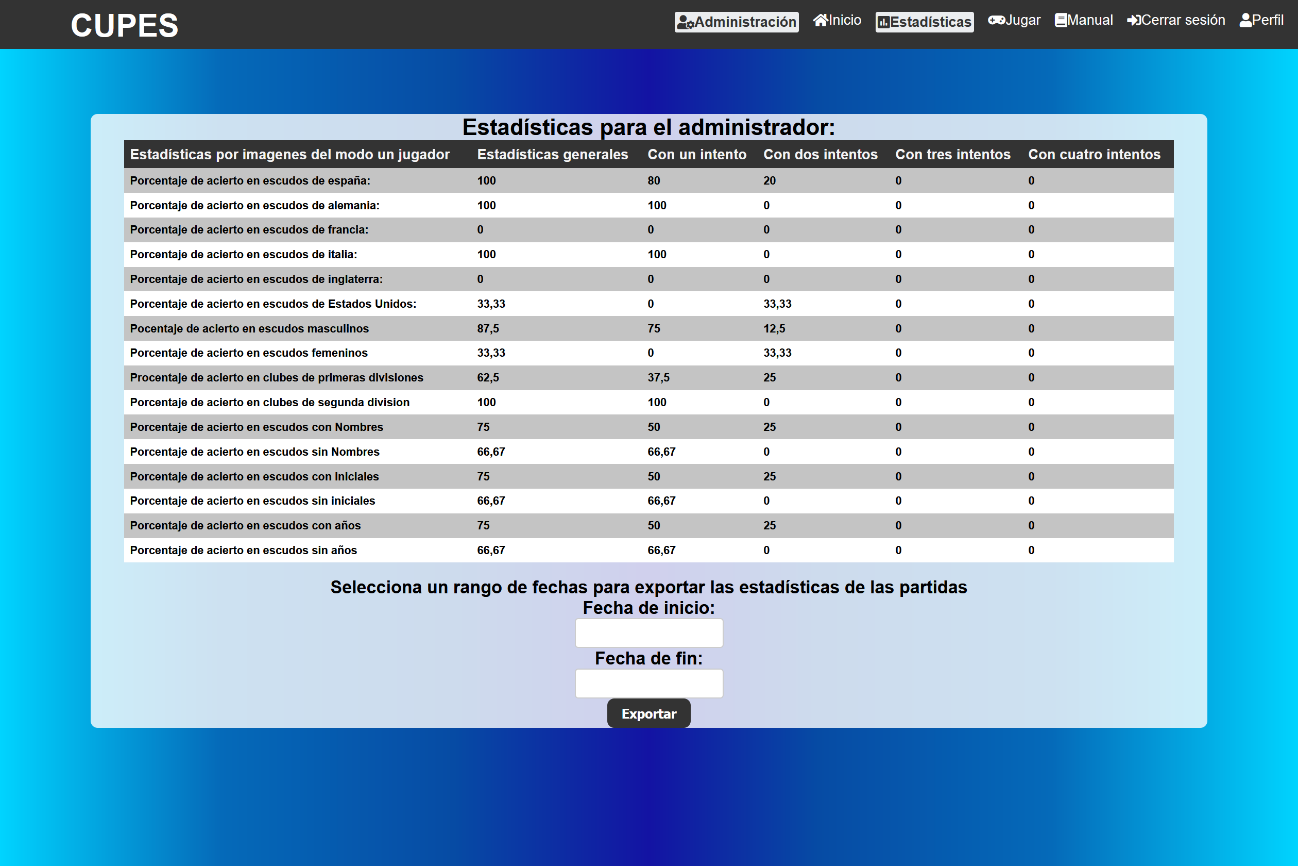 CUPES
Administración Inicio Estadísticas Jugar Manual Cerrar sesión Perfil
Estadísticas para el administrador:
Estadísticas por imagenes del modo un jugador Estadísticas generales Con un intento Con dos intentos Con tres intentos Con cuatro intentos
Porcentaje de acierto en escudos de españa: 100 80 20 0 0
Porcentaje de acierto en escudos de alemania: 100 100 0 0 0
Porcentaje de acierto en escudos de francia: 0 0 0 0 0
Porcentaje de acierto en escudos de italia: 100 100 0 0 0
Porcentaje de acierto en escudos de inglaterra: 0 0 0 0 0
Porcentaje de acierto en escudos de Estados Unidos: 33,33 0 33,33 0 0
Pocentaje de acierto en escudos masculinos 87,5 75 12,5 0 0
Porcentaje de acierto en escudos femeninos 33,33 0 33,33 0 0
Procentaje de acierto en clubes de primeras divisiones 62,5 37,5 25 0 0
Porcentaje de acierto en clubes de segunda division 100 100 0 0 0
Porcentaje de acierto en escudos con Nombres 75 50 25 0 0
Porcentaje de acierto en escudos sin Nombres 66,67 66,67 0 0 0
Porcentaje de acierto en escudos con iniciales 75 50 25 0 0
Porcentaje de acierto en escudos sin iniciales 66,67 66,67 0 0 0
Porcentaje de acierto en escudos con años 75 50 25 0 0
Porcentaje de acierto en escudos sin años 66,67 66,67 0 0 0
Selecciona un rango de fechas para exportar las estadísticas de las partidas
Fecha de inicio:
Fecha de fin:
Exportar